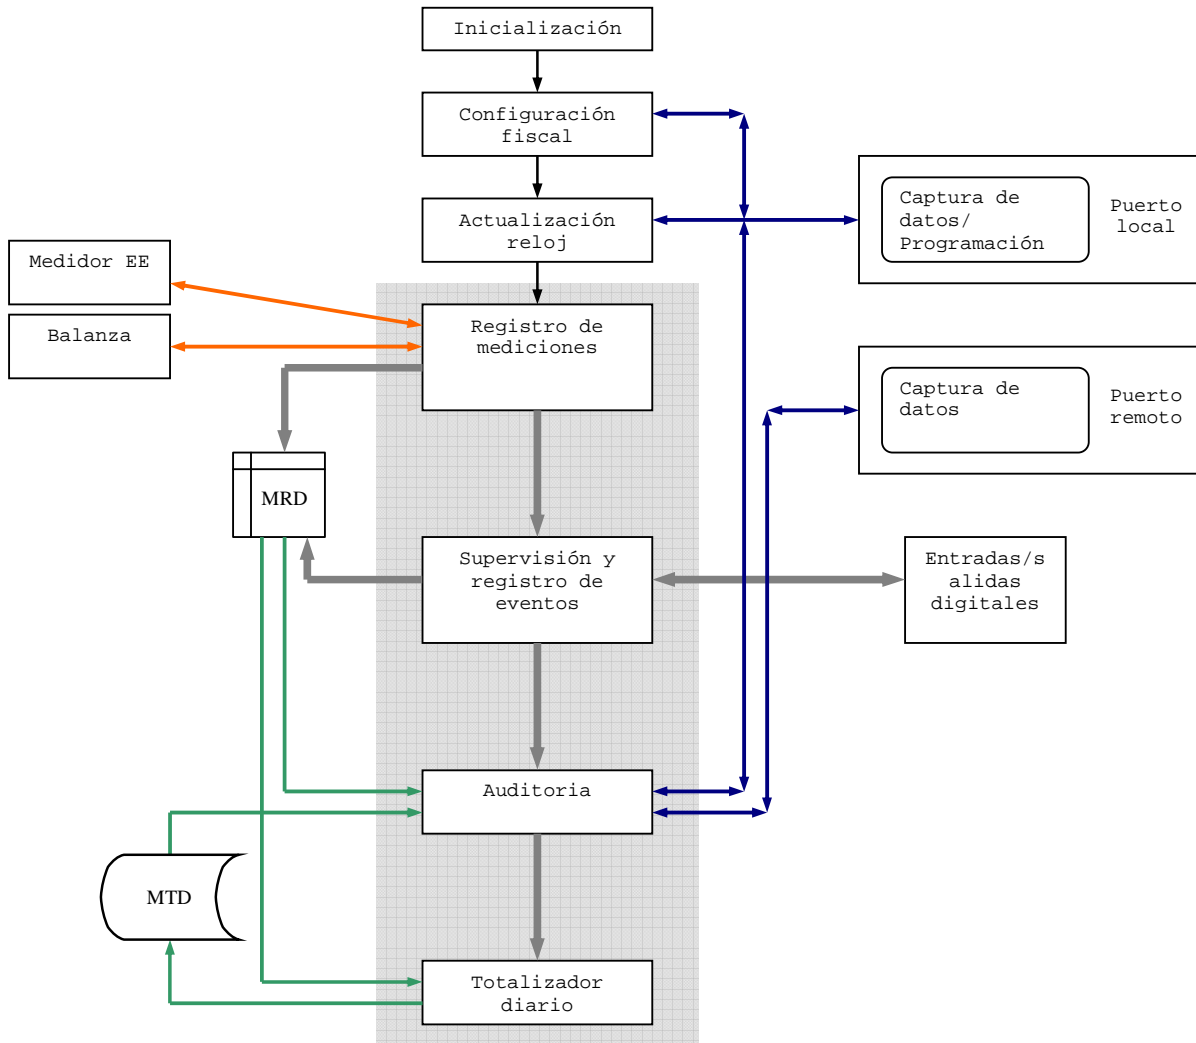 Inicialización
Configuración
fiscal
Actualización
reloj
Captura de
datos/
Programación
Puerto
local
Medidor EE
Balanza
Registro de
mediciones
Captura de
datos
Puerto
remoto
MRD
Supervisión y
registro de
eventos
Entradas/s
alidas
digitales
Auditoria
MTD
Totalizador
diario